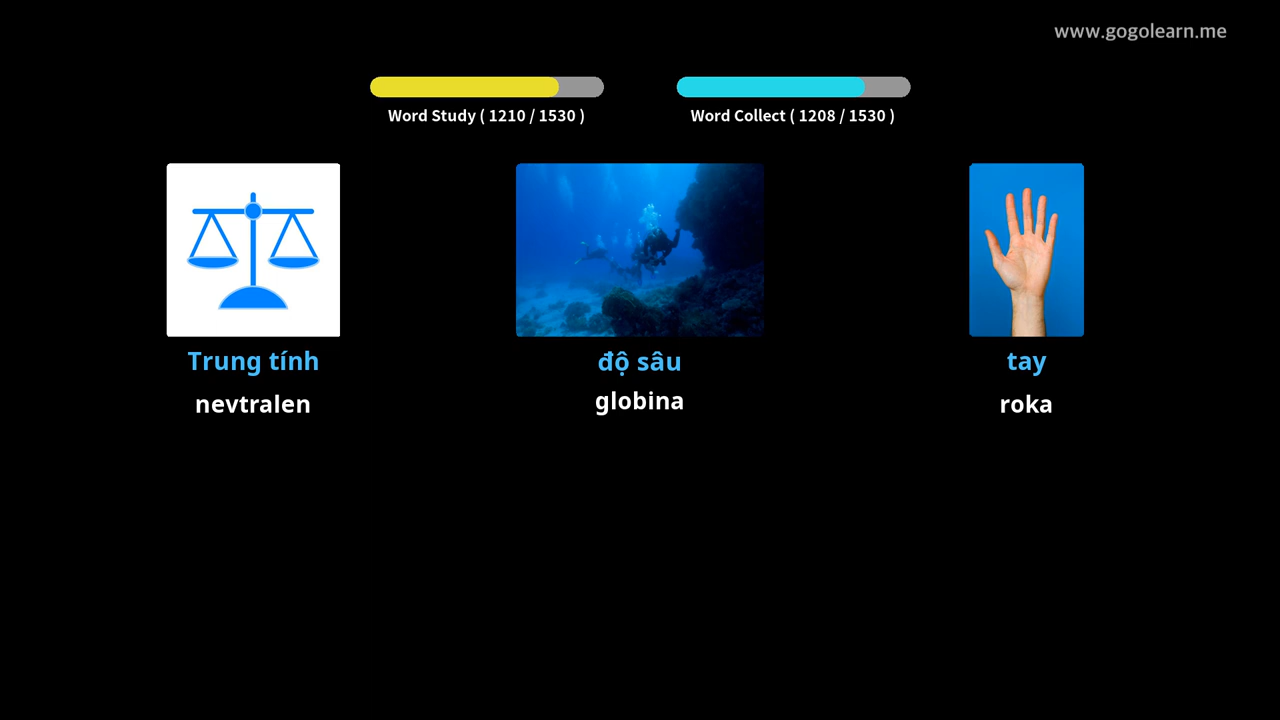 www.gogolearn.me
Word Study ( 1210 / 1530 )
Word Collect ( 1208 / 1530 )
Trung tính
nevtralen
độ sâu
globina
tay
roka